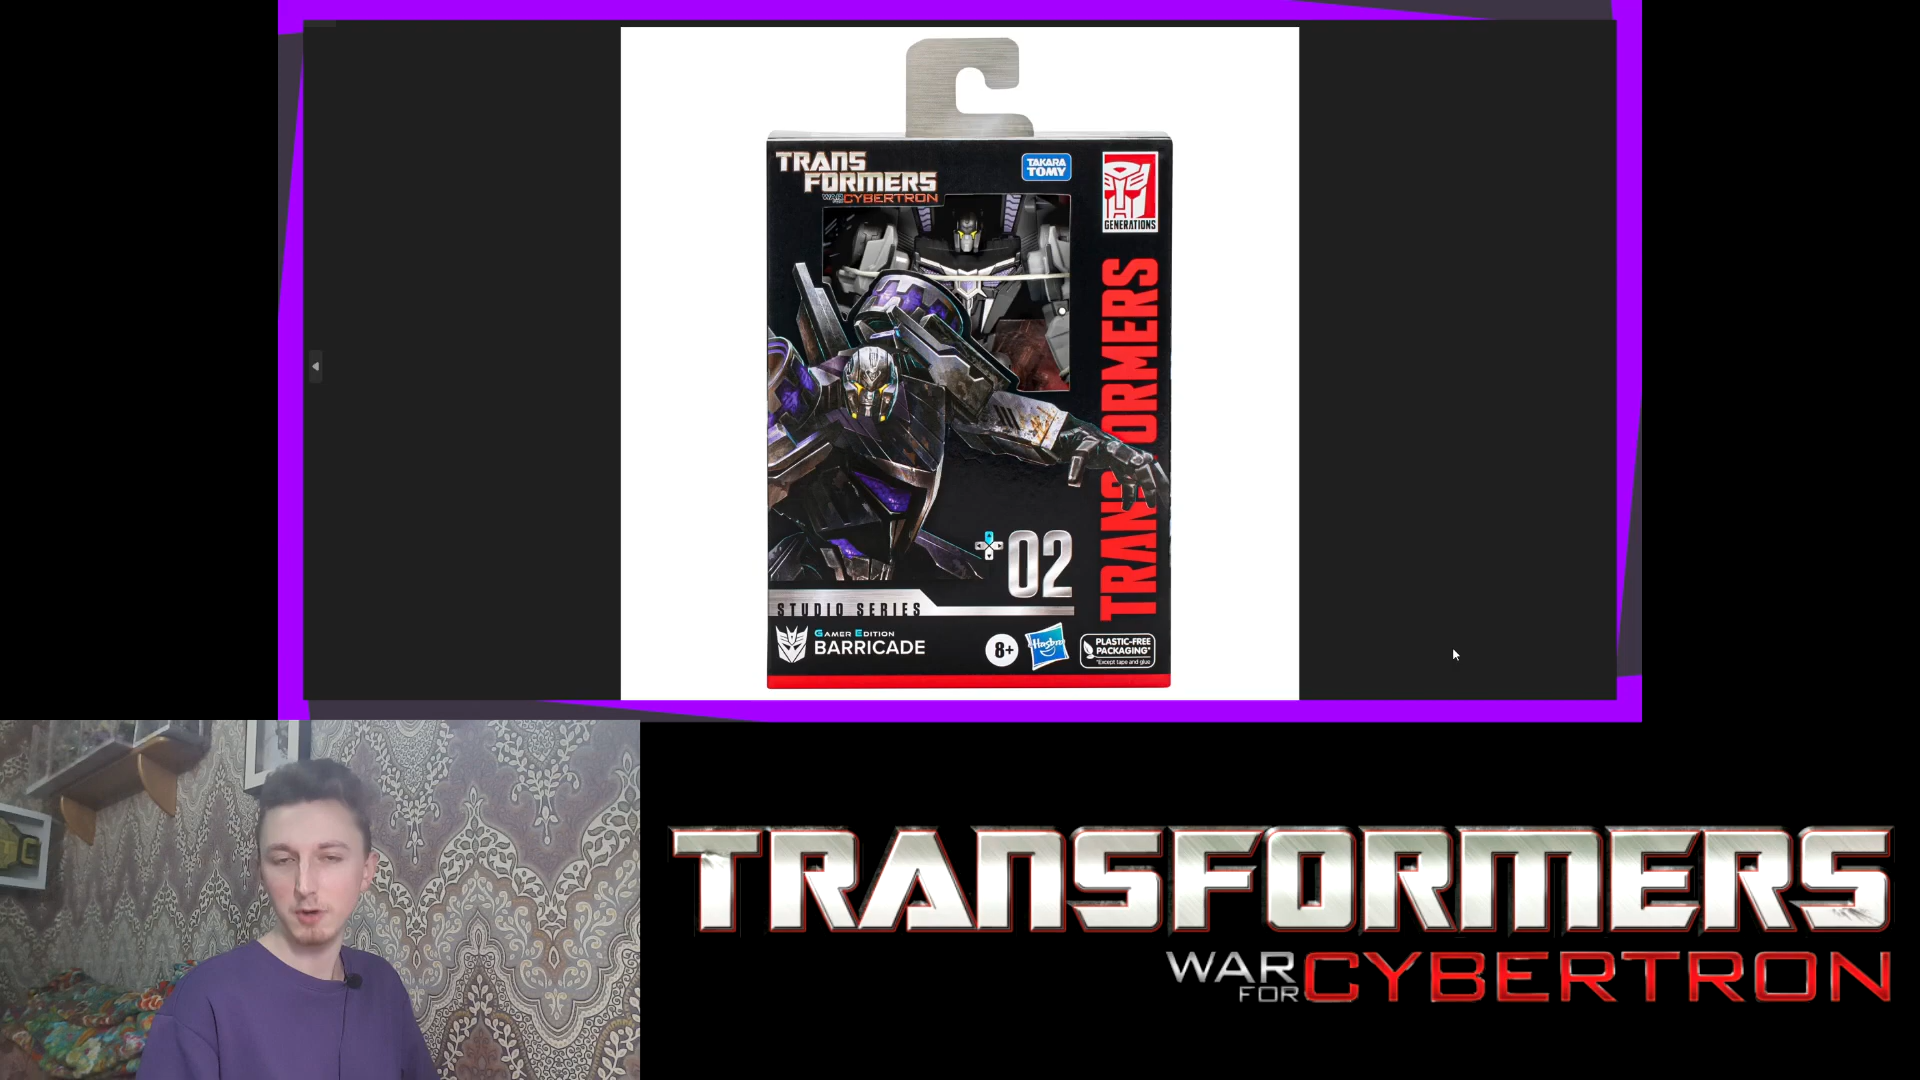 TRANS
FORMERS
WAR FOR CYBERTRON
TAKARA
TOMY
GENERATIONS
TRANSFORMERS
+02
STUDIO SERIES
GAMER EDITION
BARRICADE
8+
Hasbro
PLASTIC-FREE
PACKAGING*
*Except tape and glue
TRANSFORMERS
WAR FOR CYBERTRON